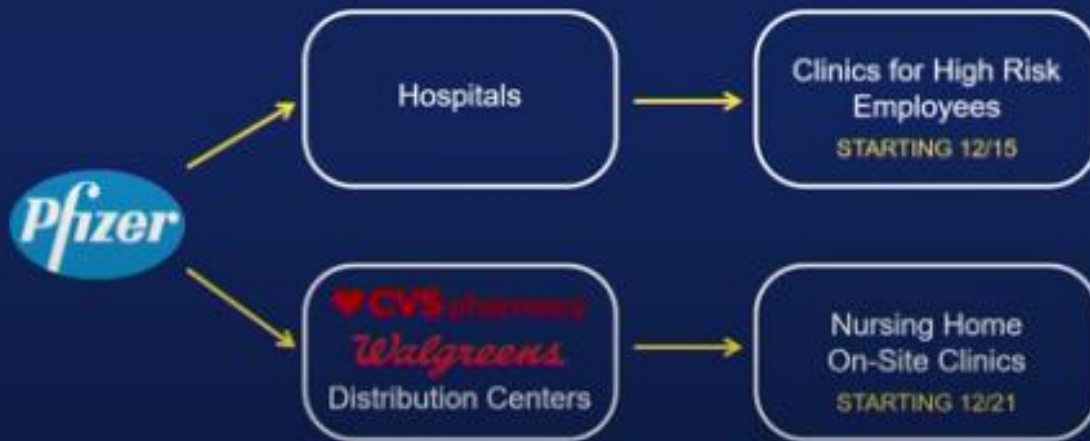 Pfizer
Hospitals
Clinics for High Risk
Employees
STARTING 12/15
CVS pharmacy
Walgreens
Distribution Centers
Nursing Home
On-Site Clinics
STARTING 12/21